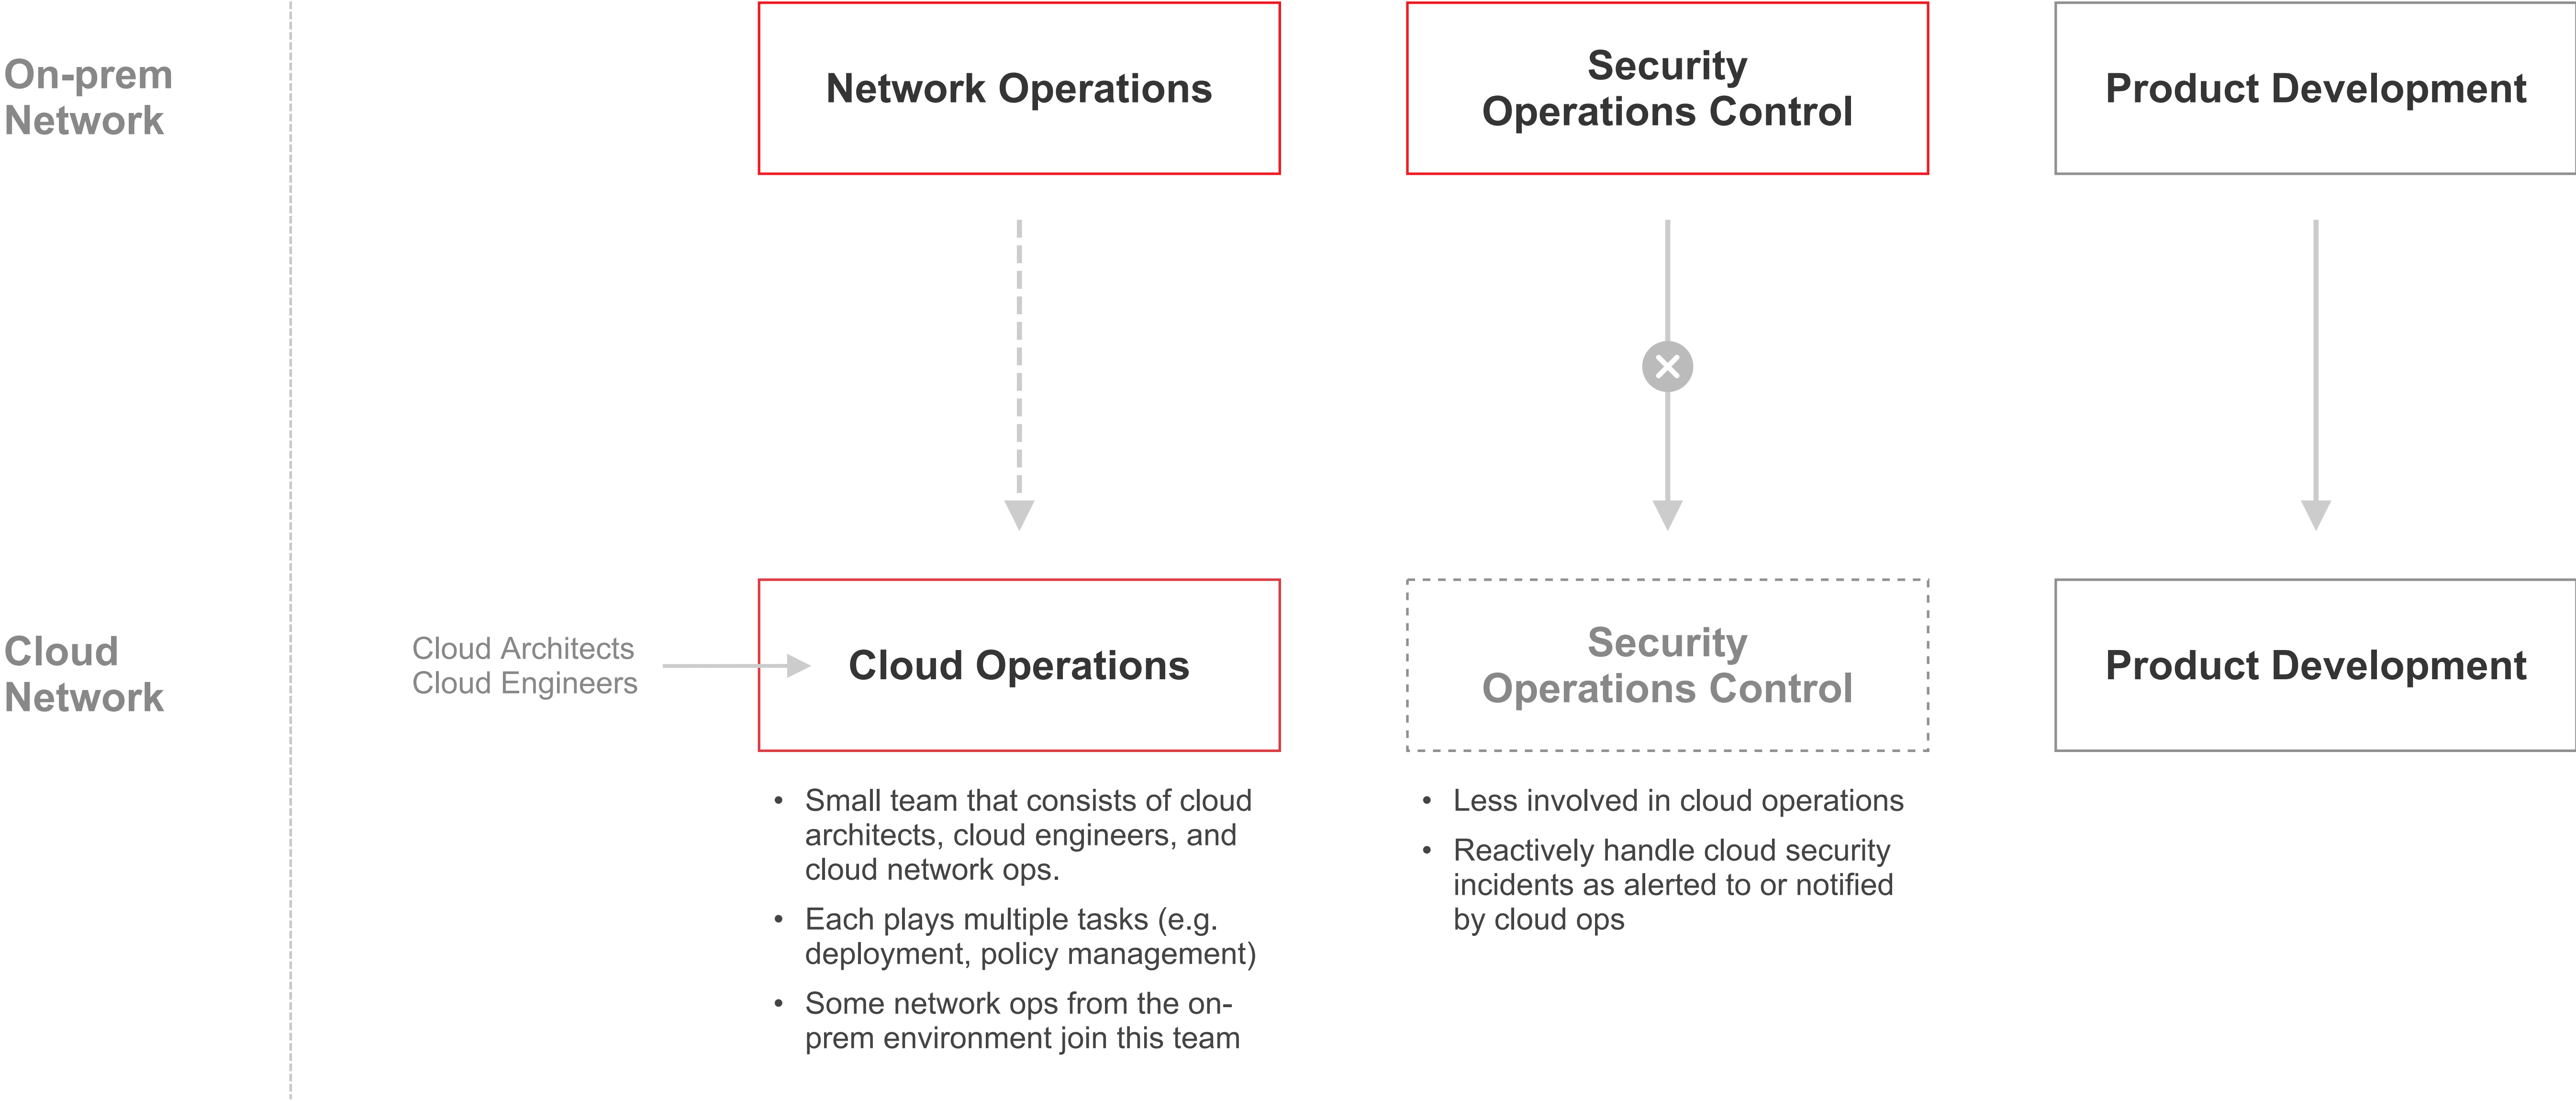 On-prem
Network
Network Operations
Security
Operations Control
Product Development
Cloud
Network
Cloud Architects
Cloud Engineers
Cloud Operations
Security
Operations Control
Product Development
• Small team that consists of cloud
architects, cloud engineers, and
cloud network ops.
• Each plays multiple tasks (e.g.
deployment, policy management)
• Some network ops from the on-
prem environment join this team
• Less involved in cloud operations
• Reactively handle cloud security
incidents as alerted to or notified
by cloud ops